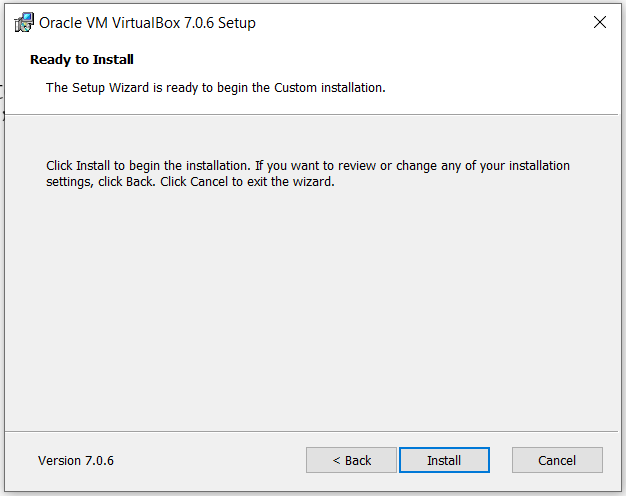 Oracle VM VirtualBox 7.0.6 Setup
Ready to Install
The Setup Wizard is ready to begin the Custom installation.
Click Install to begin the installation. If you want to review or change any of your installation
settings, click Back. Click Cancel to exit the wizard.
Version 7.0.6
< Back
Install
Cancel